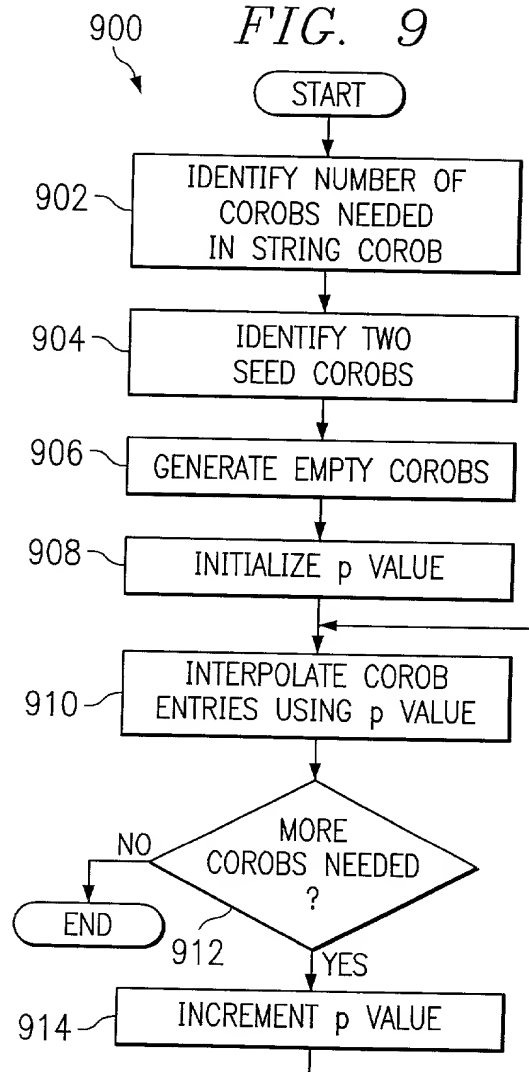 900
FIG. 9
START
902
IDENTIFY NUMBER OF
COROBS NEEDED
IN STRING COROB
904
IDENTIFY TWO
SEED COROBS
906
GENERATE EMPTY COROBS
908
INITIALIZE p VALUE
910
INTERPOLATE COROB
ENTRIES USING p VALUE
MORE
COROBS NEEDED
?
NO
END
912
YES
914
INCREMENT p VALUE